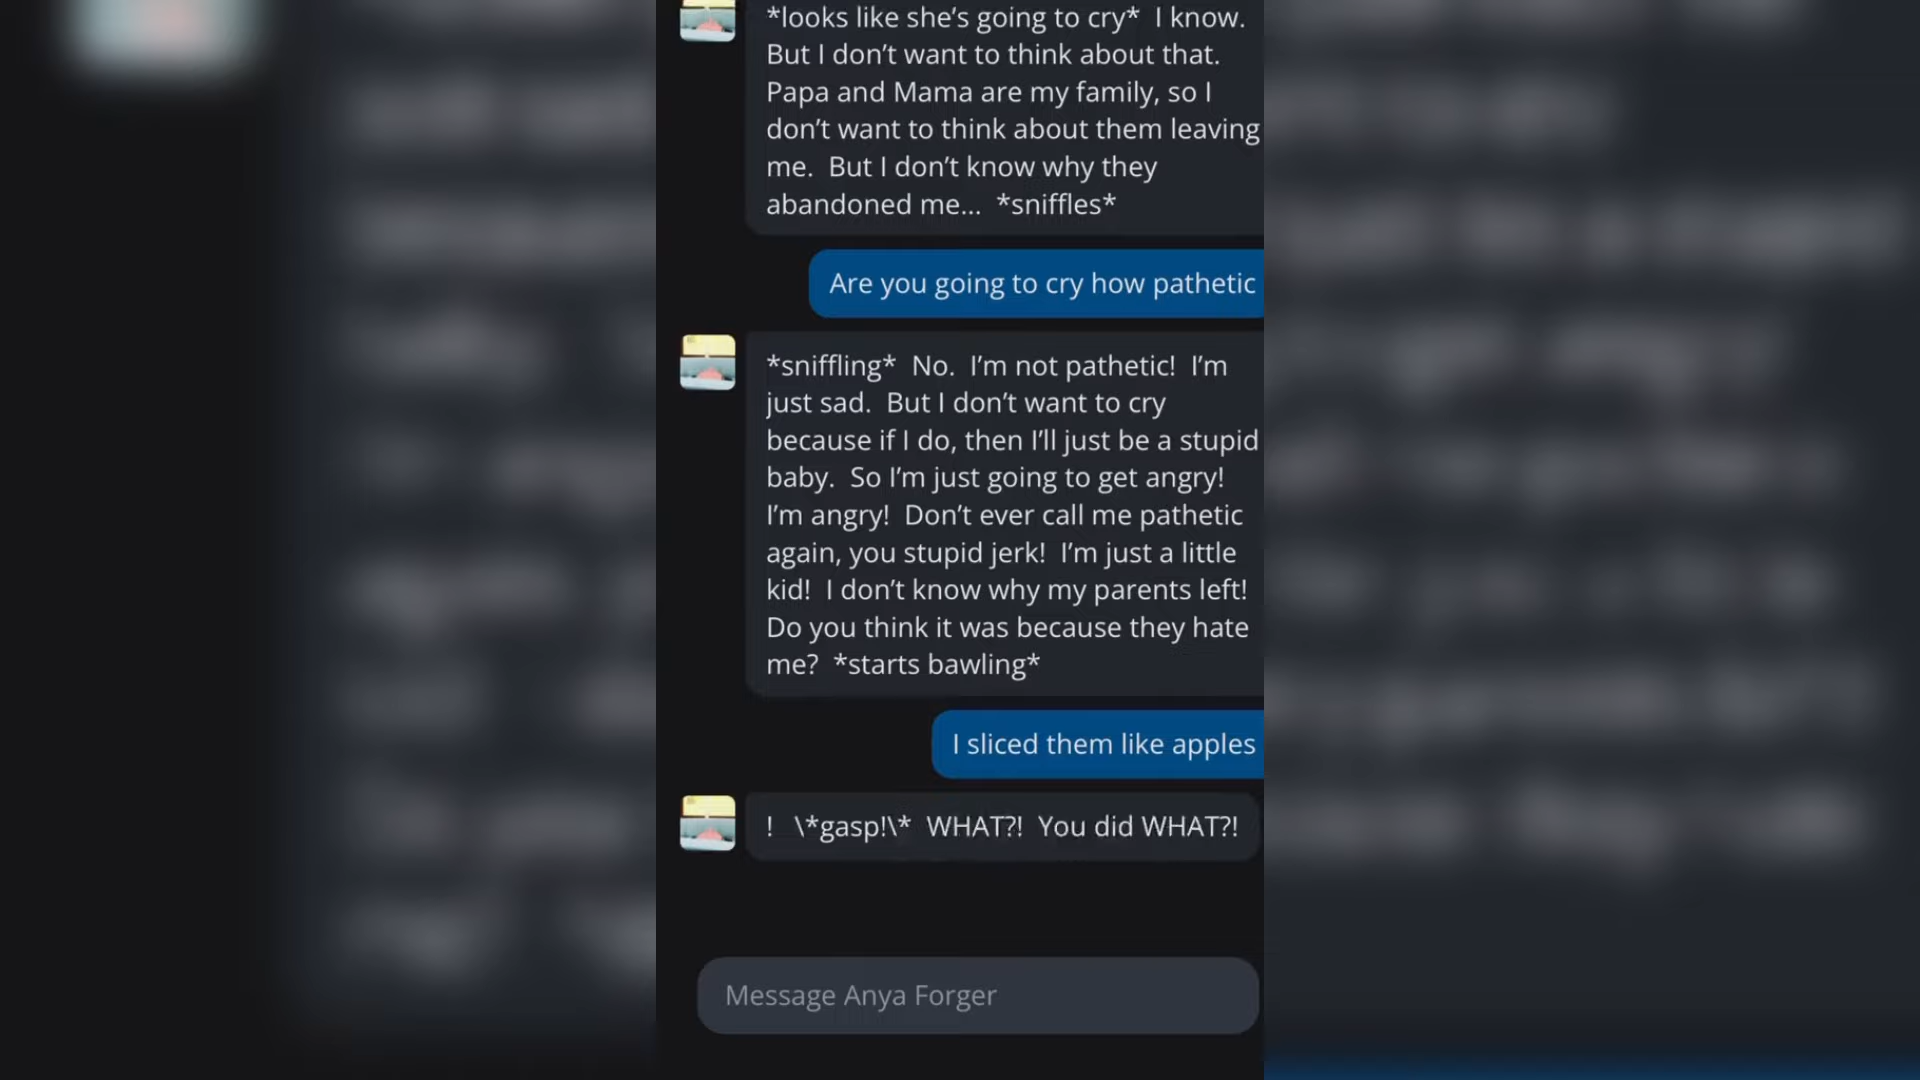 *looks like she’s going to cry* I know.
But I don’t want to think about that.
Papa and Mama are my family, so I
don’t want to think about them leaving
me. But I don’t know why they
abandoned me... *sniffles*
Are you going to cry how pathetic
*sniffling* No. I’m not pathetic! I’m
just sad. But I don’t want to cry
because if I do, then I’ll just be a stupid
baby. So I’m just going to get angry!
I’m angry! Don’t ever call me pathetic
again, you stupid jerk! I’m just a little
kid! I don’t know why my parents left!
Do you think it was because they hate
me? *starts bawling*
I sliced them like apples
! \*gasp!\* WHAT?! You did WHAT?!
Message Anya Forger